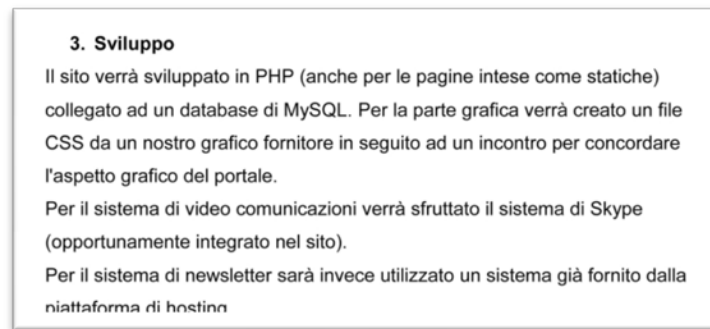 3. Sviluppo
Il sito verrà sviluppato in PHP (anche per le pagine intese come statiche)
collegato ad un database di MySQL. Per la parte grafica verrà creato un file
CSS da un nostro grafico fornitore in seguito ad un incontro per concordare
l'aspetto grafico del portale.
Per il sistema di video comunicazioni verrà sfruttato il sistema di Skype
(opportunamente integrato nel sito).
Per il sistema di newsletter sarà invece utilizzato un sistema già fornito dalla
piattaforma di hosting